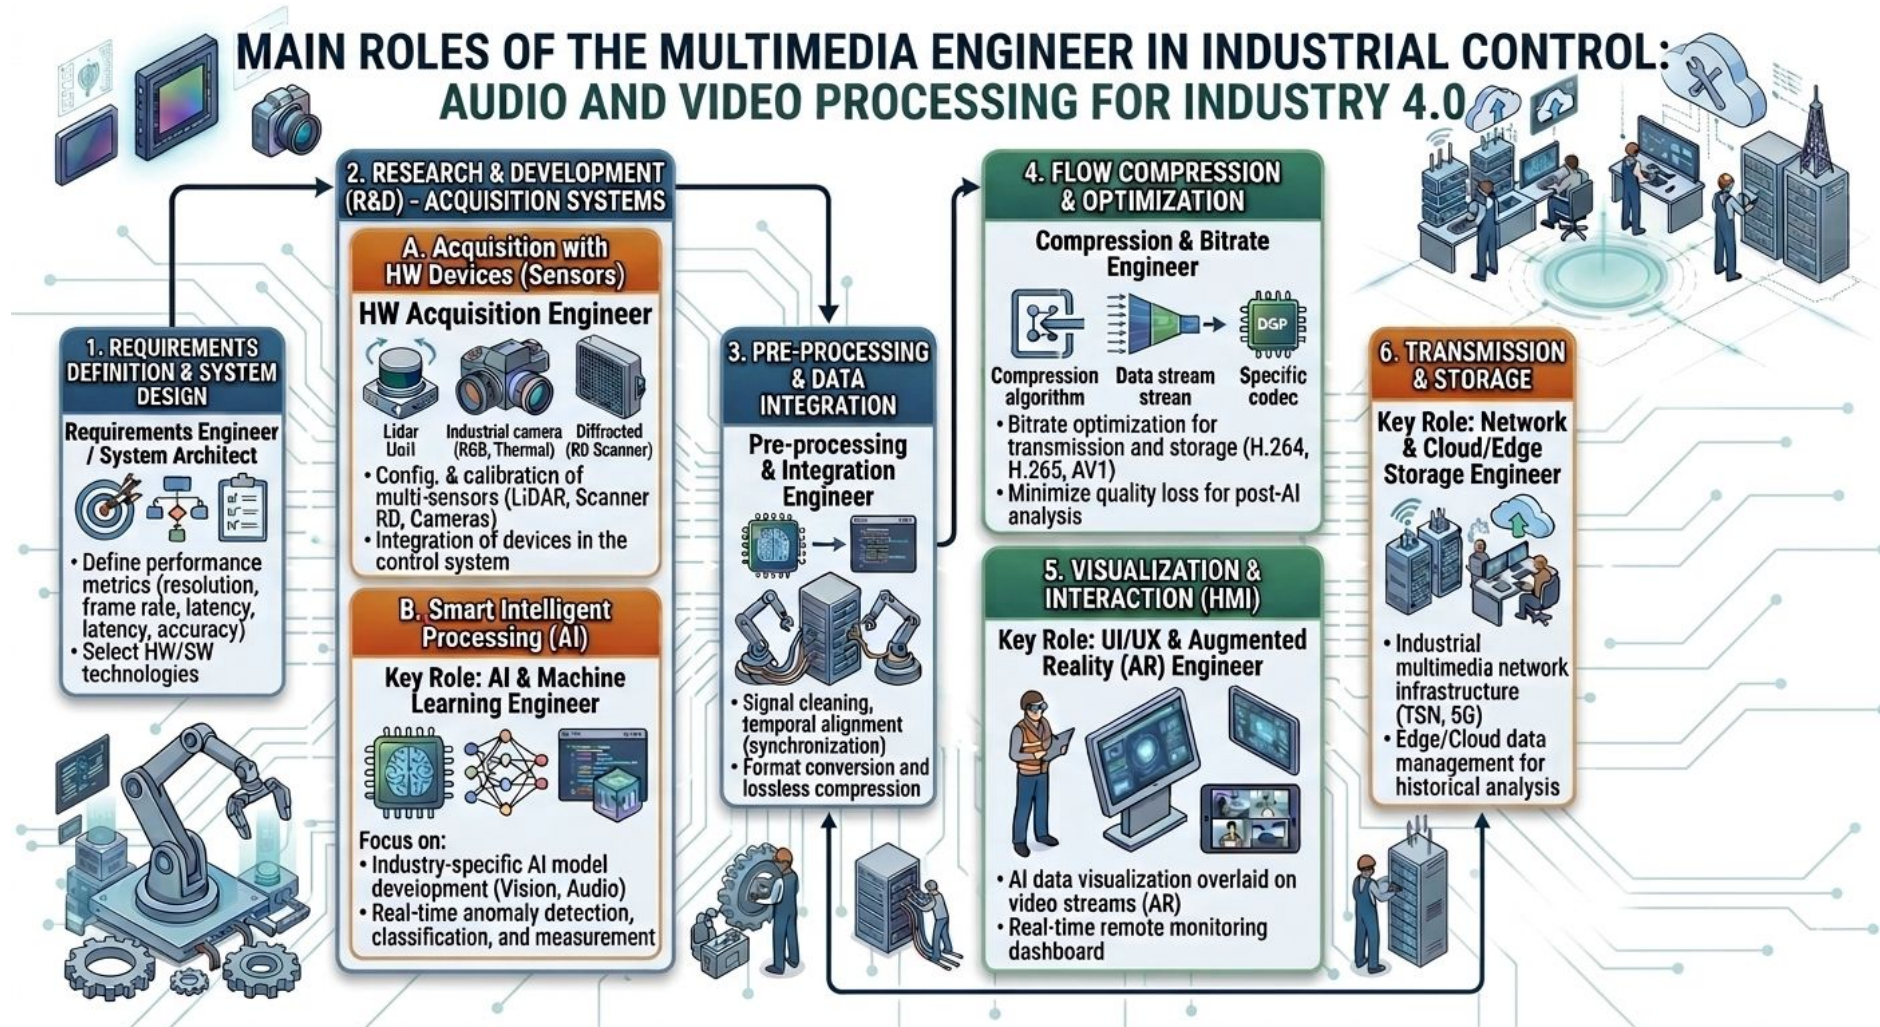 MAIN ROLES OF THE MULTIMEDIA ENGINEER IN INDUSTRIAL CONTROL:
AUDIO AND VIDEO PROCESSING FOR INDUSTRY 4.0
1. REQUIREMENTS
DEFINITION & SYSTEM
DESIGN
Requirements Engineer
/ System Architect
• Define performance
metrics (resolution,
frame rate, latency,
latency, accuracy)
• Select HW/SW
technologies
2. RESEARCH & DEVELOPMENT
(R&D) – ACQUISITION SYSTEMS
A. Acquisition with
HW Devices (Sensors)
HW Acquisition Engineer
Lidar
Uoil
Industrial camera
(RGB, Thermal)
Diffrocted
(RD Scanner)
• Config. & calibration of
multi-sensors (LiDAR, Scanner
RD, Cameras)
• Integration of devices in the
control system
B. Smart Intelligent
Processing (AI)
Key Role: AI & Machine
Learning Engineer
Focus on:
• Industry-specific AI model
development (Vision, Audio)
• Real-time anomaly detection,
classification, and measurement
3. PRE-PROCESSING
& DATA
INTEGRATION
Pre-processing
& Integration
Engineer
• Signal cleaning,
temporal alignment
(synchronization)
• Format conversion and
lossless compression
4. FLOW COMPRESSION
& OPTIMIZATION
Compression & Bitrate
Engineer
DGP
Compression
algorithm
Data stream
strean
Specific
codec
• Bitrate optimization for
transmission and storage (H.264,
H.265, AV1)
• Minimize quality loss for post-AI
analysis
5. VISUALIZATION &
INTERACTION (HMI)
Key Role: UI/UX & Augmented
Reality (AR) Engineer
• AI data visualization overlaid on
video streams (AR)
• Real-time remote monitoring
dashboard
6. TRANSMISSION
& STORAGE
Key Role: Network
& Cloud/Edge
Storage Engineer
• Industrial
multimedia network
infrastructure
(TSN, 5G)
• Edge/Cloud data
management for
historical analysis